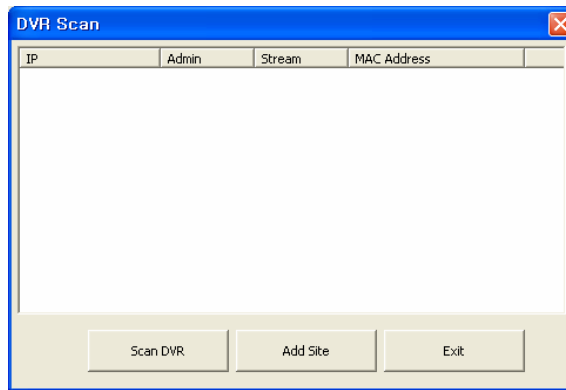 DVR Scan
IP Admin Stream MAC Address
Scan DVR Add Site Exit